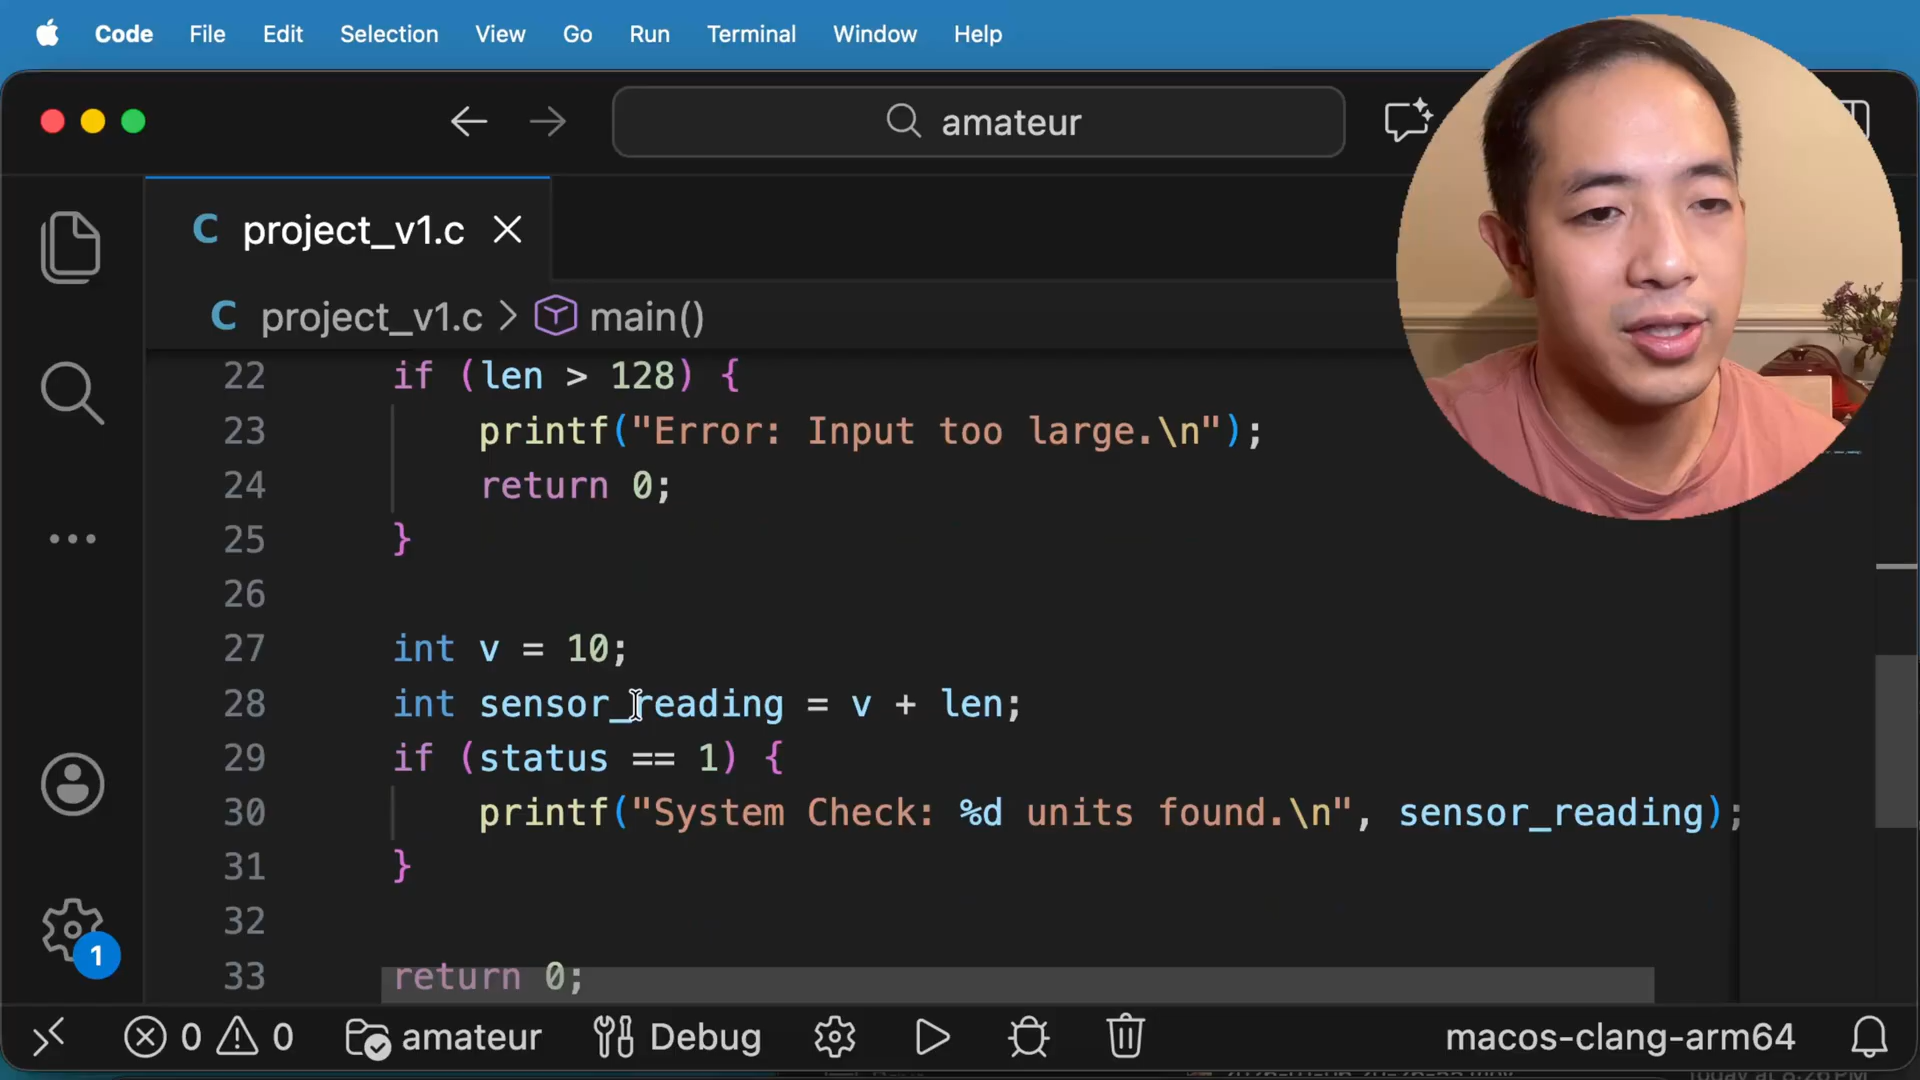 Code File Edit Selection View Go Run Terminal Window Help
amateur
C project_v1.c
C project_v1.c > main()
22 if (len > 128) {
23 printf("Error: Input too large.\n");
24 return 0;
25 }
26
27 int v = 10;
28 int sensor_reading = v + len;
29 if (status == 1) {
30 printf("System Check: %d units found.\n", sensor_reading);
31 }
32
33 return 0;
1
0 0 amateur Debug macos-clang-arm64